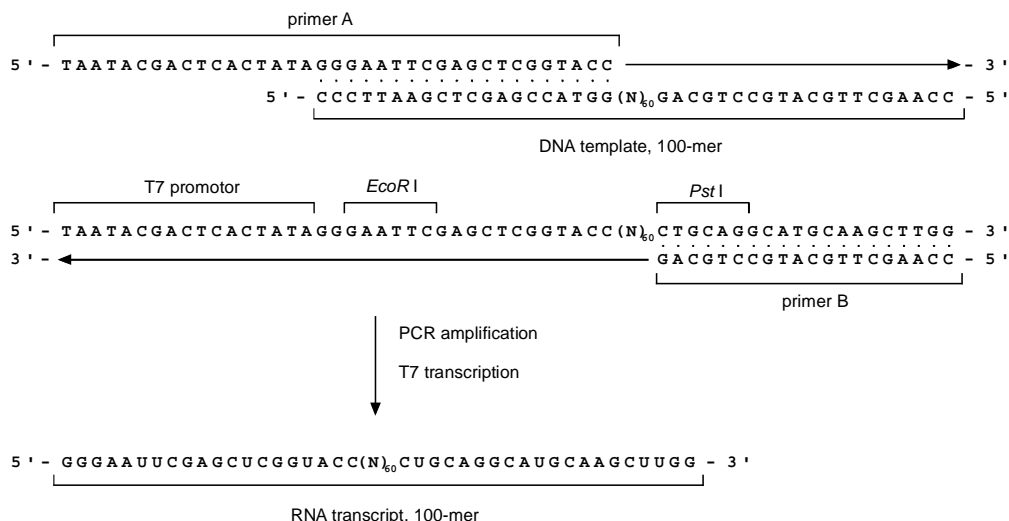 primer A
5'- TAATACGACTCACTATAGGGAATTCGAGCTCGGTACC - 3'
5'- CCCTTAAGCTCGAGCCATGG(N)60GACGTCCGTACGTTCGAACC - 5'
DNA template, 100-mer
T7 promotor EcoR I Pst I
5'- TAATACGACTCACTATAGGGAATTCGAGCTCGGTACC(N)60CTGCAGGCATGCAAGCTTGG - 3'
3'- GACGTCCGTACGTTCGAACC - 5'
primer B
PCR amplification
T7 transcription
5'- GGGAAUUCGAGCUCGGUACC(N)60CUGCAGGCAUGCAAGCUUGG - 3'
RNA transcript, 100-mer